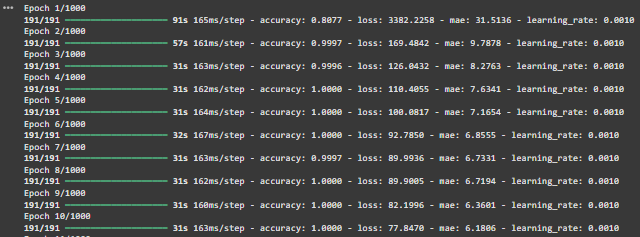 Epoch 1/1000
191/191 ━━━━━━━━━━━━━━━━━━━━ 91s 165ms/step - accuracy: 0.8077 - loss: 3382.2258 - mae: 31.5136 - learning_rate: 0.0010
Epoch 2/1000
191/191 ━━━━━━━━━━━━━━━━━━━━ 57s 161ms/step - accuracy: 0.9997 - loss: 169.4842 - mae: 9.7878 - learning_rate: 0.0010
Epoch 3/1000
191/191 ━━━━━━━━━━━━━━━━━━━━ 31s 163ms/step - accuracy: 0.9996 - loss: 126.0432 - mae: 8.2763 - learning_rate: 0.0010
Epoch 4/1000
191/191 ━━━━━━━━━━━━━━━━━━━━ 31s 162ms/step - accuracy: 1.0000 - loss: 110.4055 - mae: 7.6341 - learning_rate: 0.0010
Epoch 5/1000
191/191 ━━━━━━━━━━━━━━━━━━━━ 31s 164ms/step - accuracy: 1.0000 - loss: 100.0817 - mae: 7.1654 - learning_rate: 0.0010
Epoch 6/1000
191/191 ━━━━━━━━━━━━━━━━━━━━ 32s 167ms/step - accuracy: 1.0000 - loss: 92.7850 - mae: 6.8555 - learning_rate: 0.0010
Epoch 7/1000
191/191 ━━━━━━━━━━━━━━━━━━━━ 31s 163ms/step - accuracy: 0.9997 - loss: 89.9936 - mae: 6.7331 - learning_rate: 0.0010
Epoch 8/1000
191/191 ━━━━━━━━━━━━━━━━━━━━ 31s 162ms/step - accuracy: 1.0000 - loss: 89.9005 - mae: 6.7194 - learning_rate: 0.0010
Epoch 9/1000
191/191 ━━━━━━━━━━━━━━━━━━━━ 31s 160ms/step - accuracy: 1.0000 - loss: 82.1996 - mae: 6.3601 - learning_rate: 0.0010
Epoch 10/1000
191/191 ━━━━━━━━━━━━━━━━━━━━ 31s 163ms/step - accuracy: 1.0000 - loss: 77.8470 - mae: 6.1806 - learning_rate: 0.0010